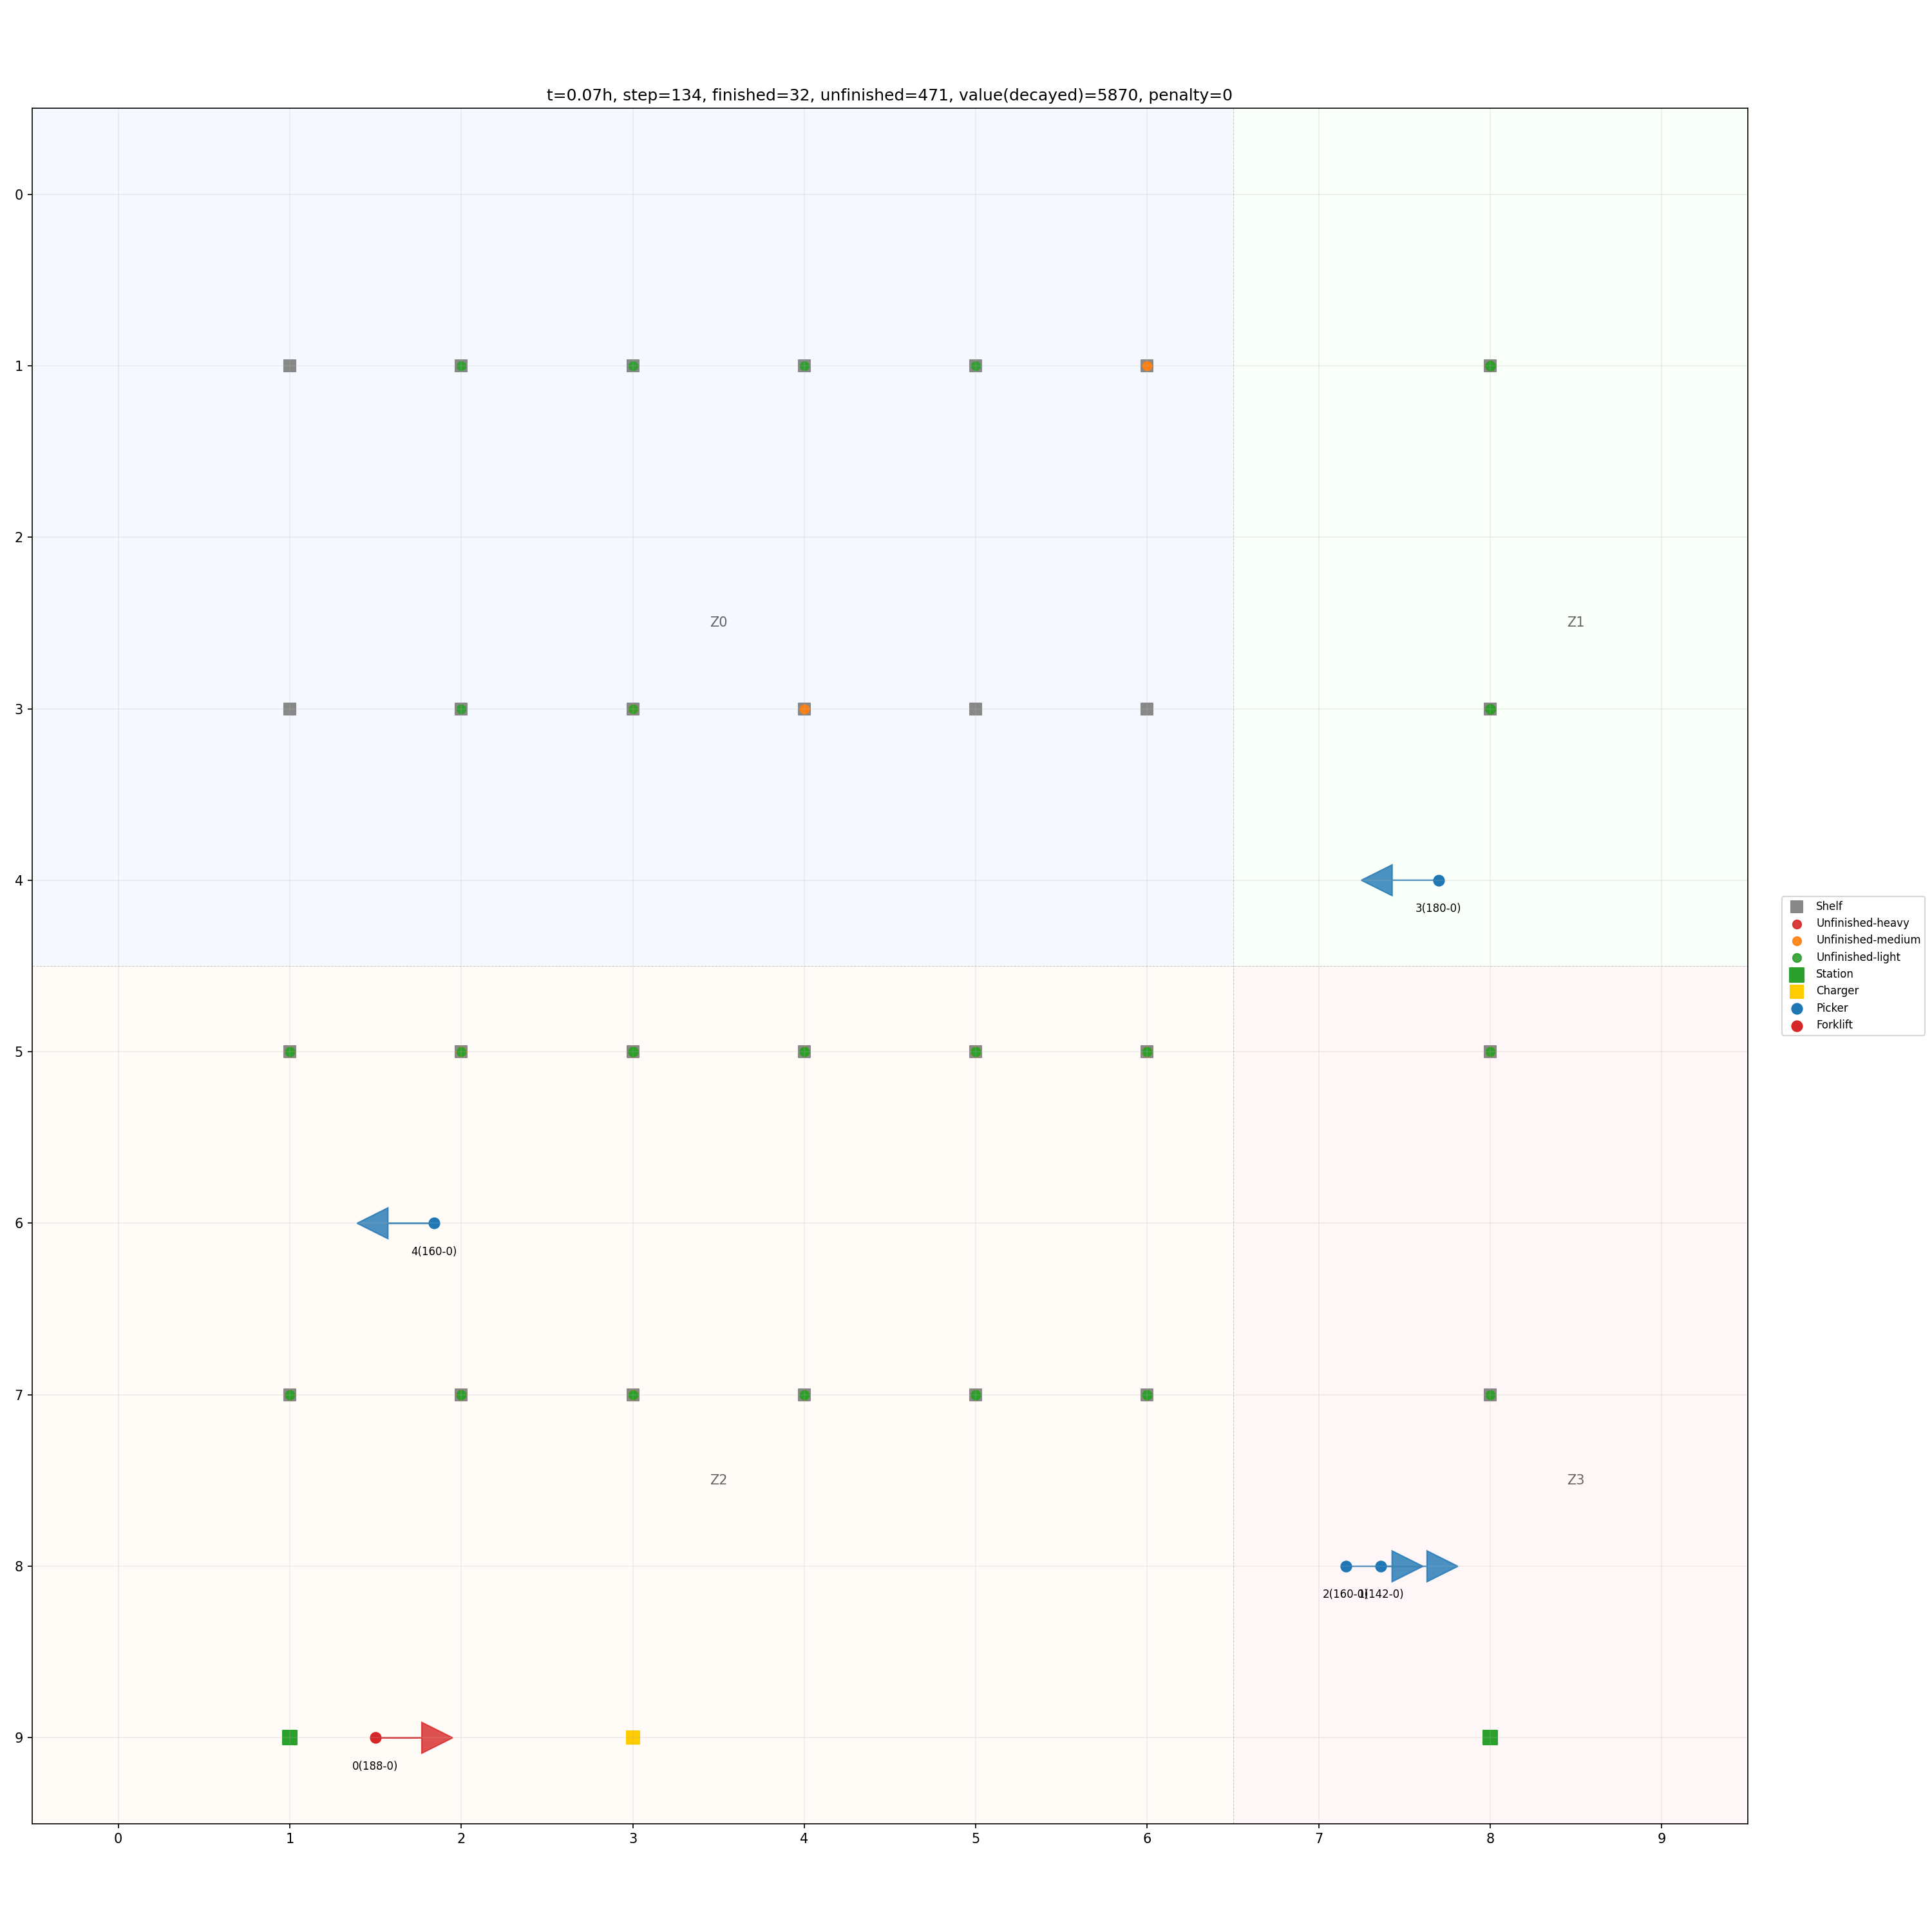 t=0.07h, step=134, finished=32, unfinished=471, value(decayed)=5870, penalty=0
0
1
2
Z0
Z1
3
4
3(180-0)
Shelf
Unfinished-heavy
Unfinished-medium
Unfinished-light
Station
Charger
Picker
Forklift
5
6
4(160-0)
7
Z2
Z3
8
2(160-0)
1(142-0)
9
0(188-0)
0 1 2 3 4 5 6 7 8 9